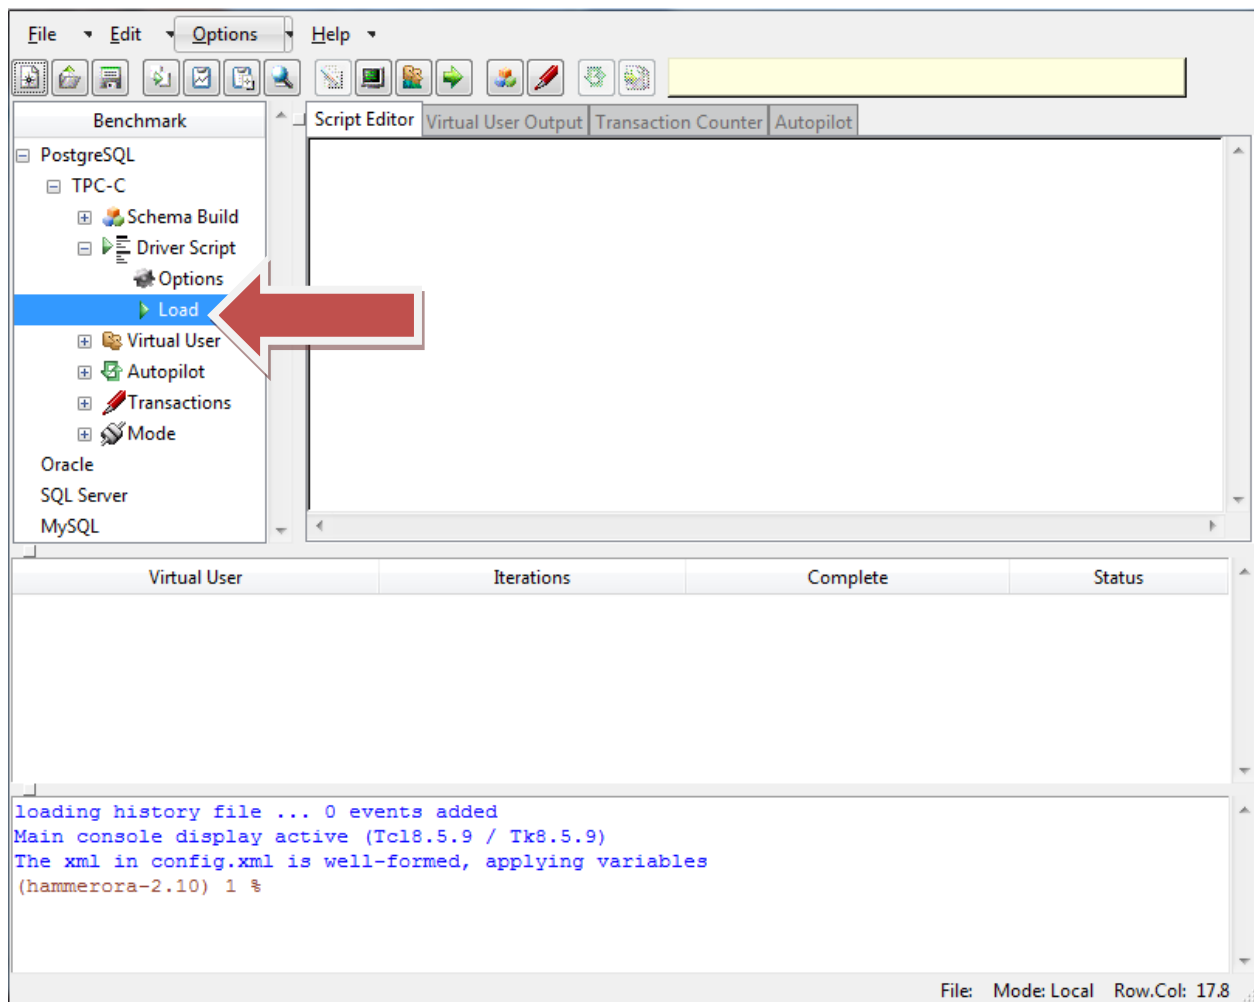 File Edit Options Help
Benchmark
Script Editor Virtual User Output Transaction Counter Autopilot
PostgreSQL
TPC-C
Schema Build
Driver Script
Options
Load
Virtual User
Autopilot
Transactions
Mode
Oracle
SQL Server
MySQL
Virtual User Iterations Complete Status
loading history file ... 0 events added
Main console display active (Tcl8.5.9 / Tk8.5.9)
The xml in config.xml is well-formed, applying variables
(hammerora-2.10) 1 %
File: Mode: Local Row.Col: 17.8